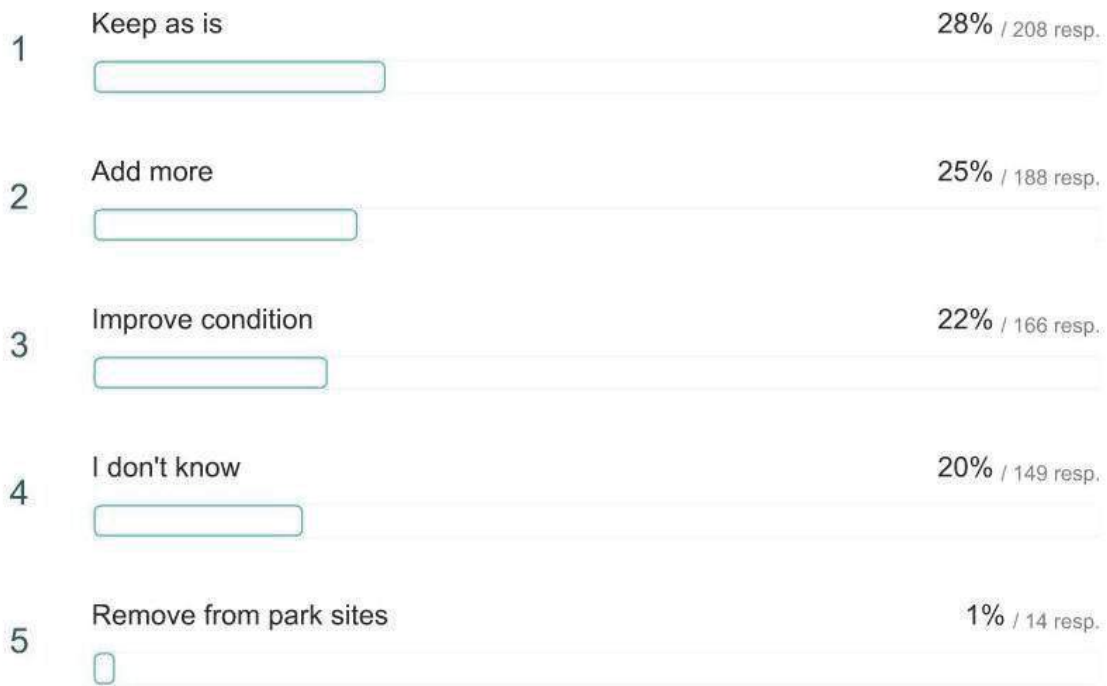 1 Keep as is 28% / 208 resp.
2 Add more 25% / 188 resp.
3 Improve condition 22% / 166 resp.
4 I don't know 20% / 149 resp.
5 Remove from park sites 1% / 14 resp.